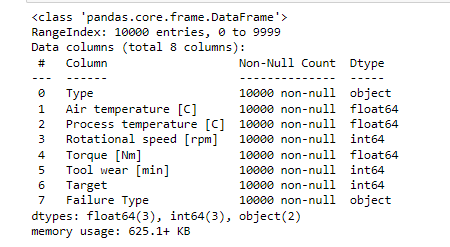 <class 'pandas.core.frame.DataFrame'>
RangeIndex: 10000 entries, 0 to 9999
Data columns (total 8 columns):
 #   Column                   Non-Null Count  Dtype
---  ------                   --------------  -----
 0   Type                     10000 non-null  object
 1   Air temperature [C]      10000 non-null  float64
 2   Process temperature [C]  10000 non-null  float64
 3   Rotational speed [rpm]   10000 non-null  int64
 4   Torque [Nm]              10000 non-null  float64
 5   Tool wear [min]          10000 non-null  int64
 6   Target                   10000 non-null  int64
 7   Failure Type             10000 non-null  object
dtypes: float64(3), int64(3), object(2)
memory usage: 625.1+ KB